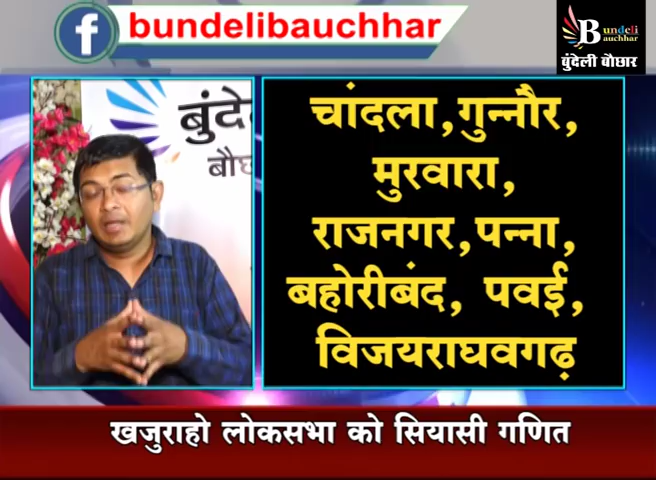 f bundelibauchhar
Bundeli
Bauchhar
बुंदेली बौछार
बुंदे
बौछ
चांदला,गुन्नौर,
मुरवारा,
राजनगर,पन्ना,
बहोरीबंद, पवई,
विजयराघवगढ़
खजुराहो लोकसभा को सियासी गणित